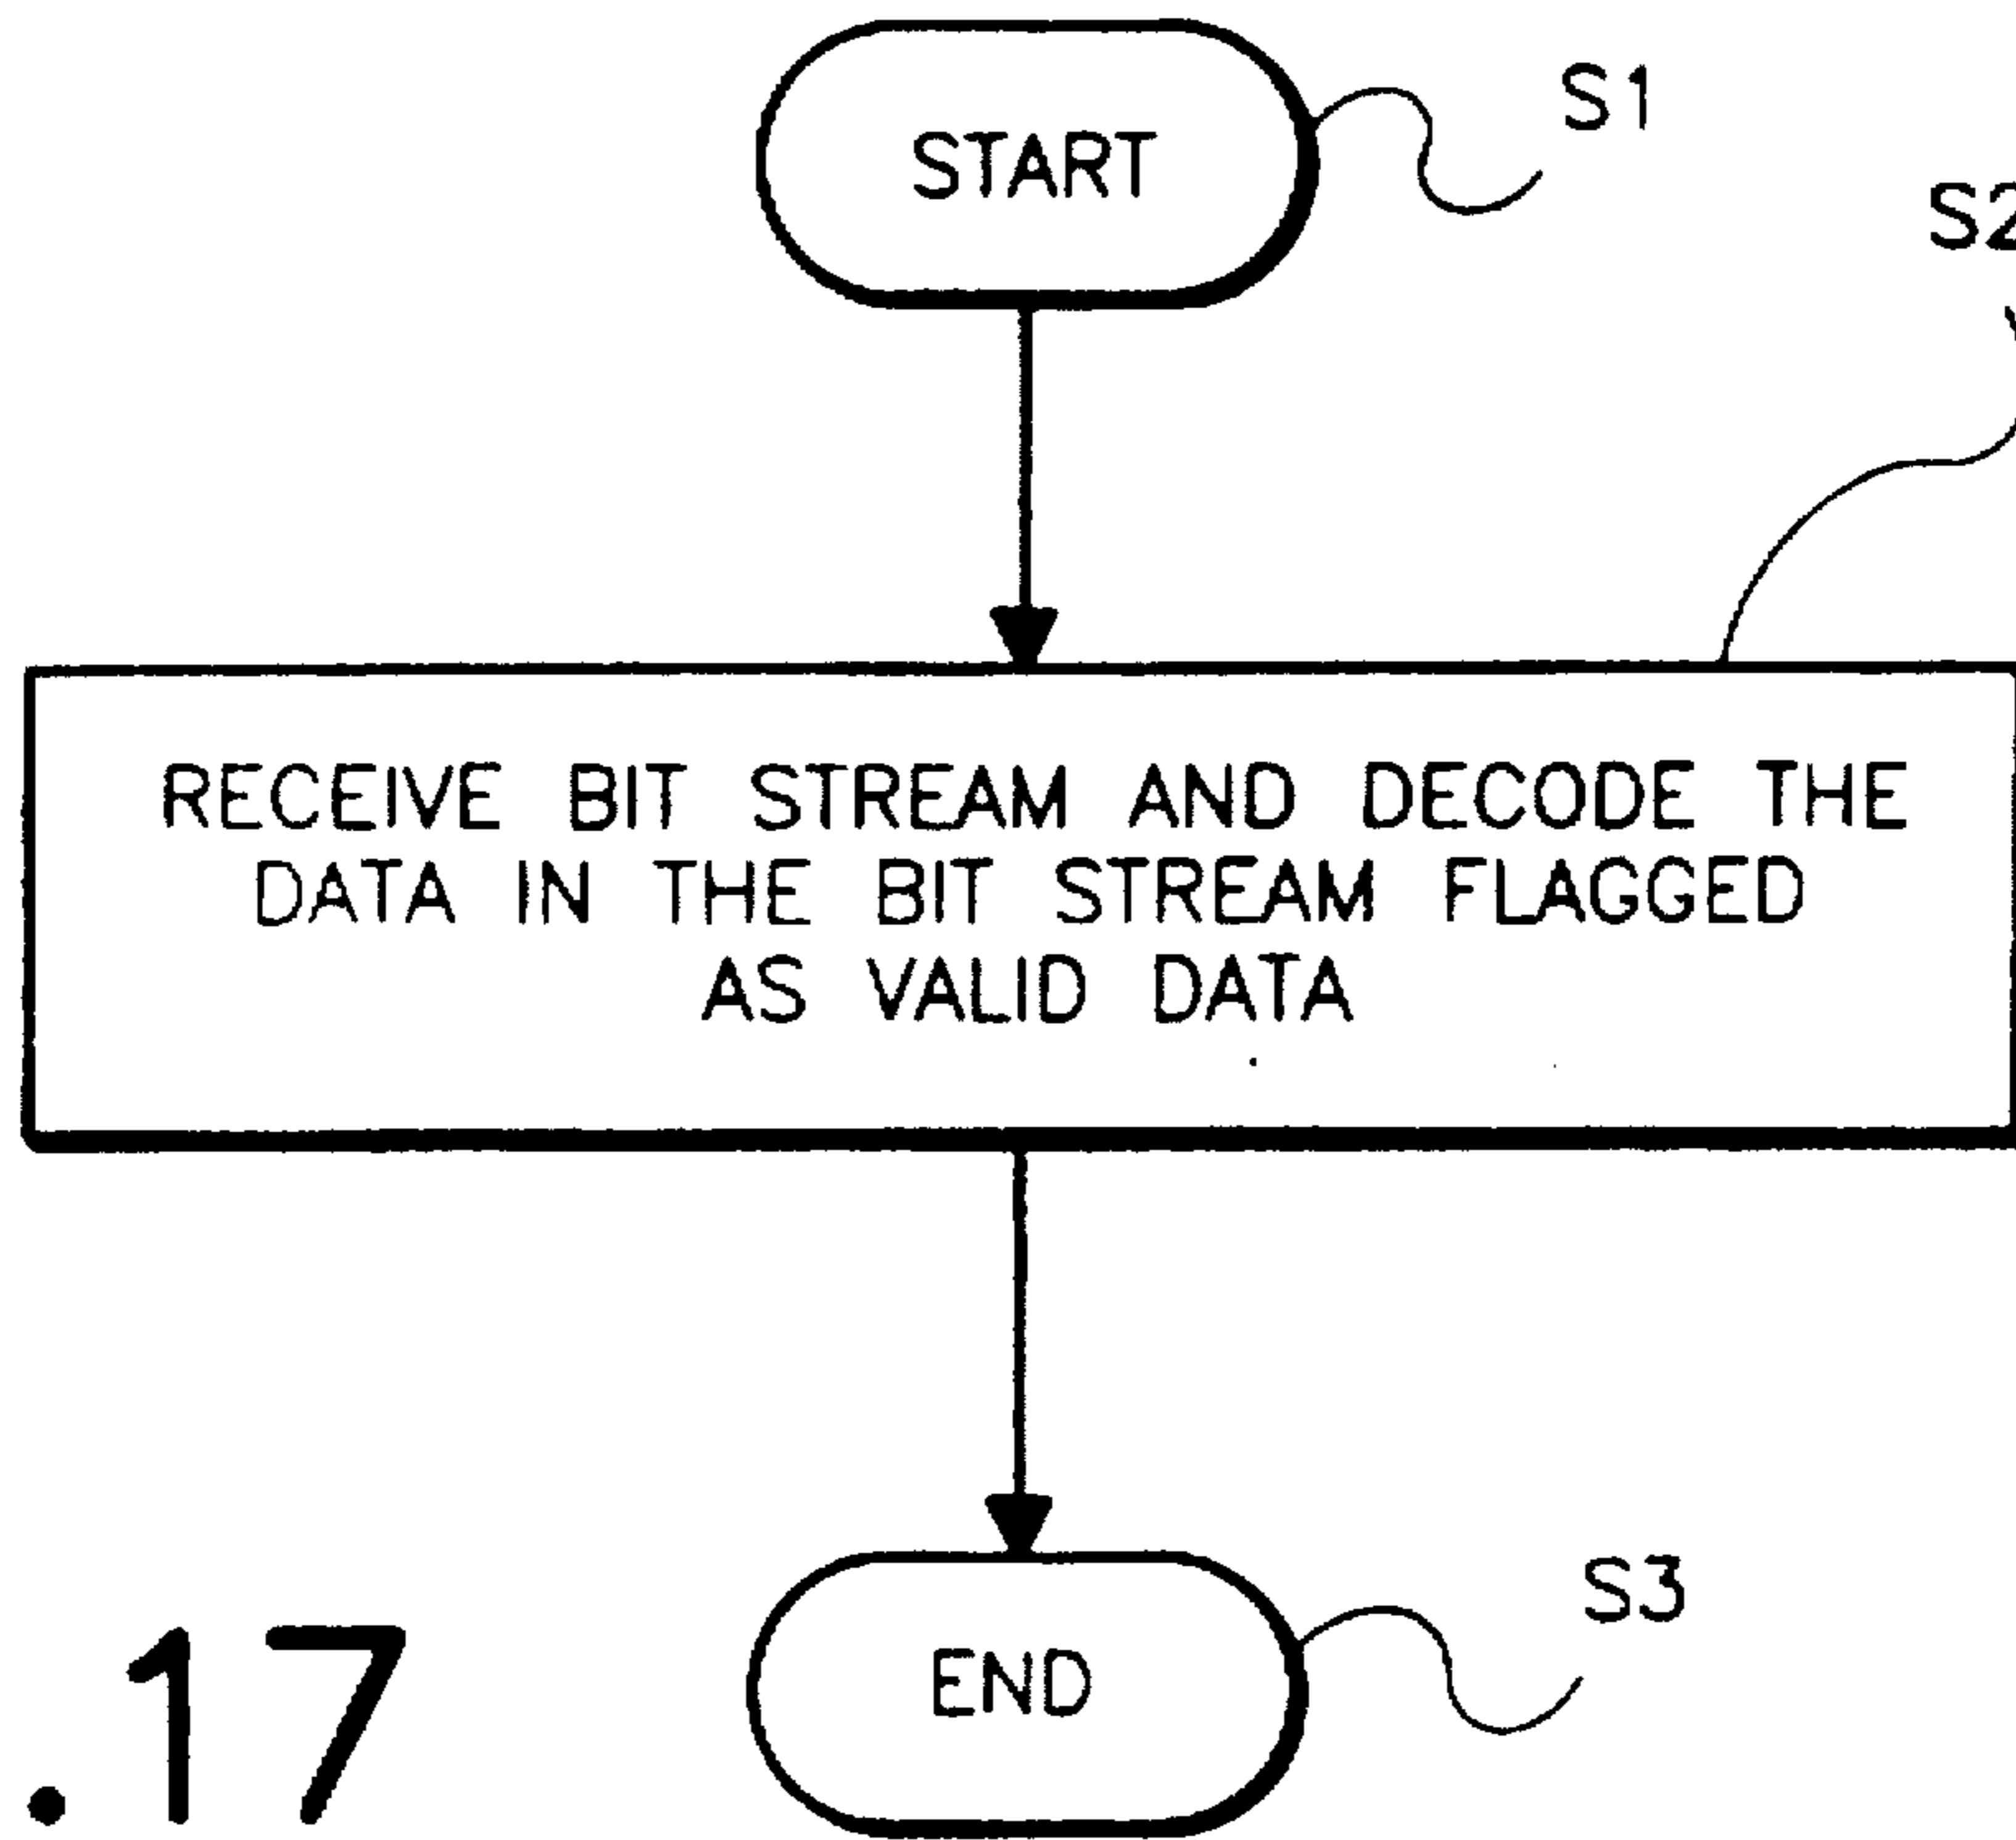 START
S1
S2
RECEIVE BIT STREAM AND DECODE THE
DATA IN THE BIT STREAM FLAGGED
AS VALID DATA
S3
END
.17